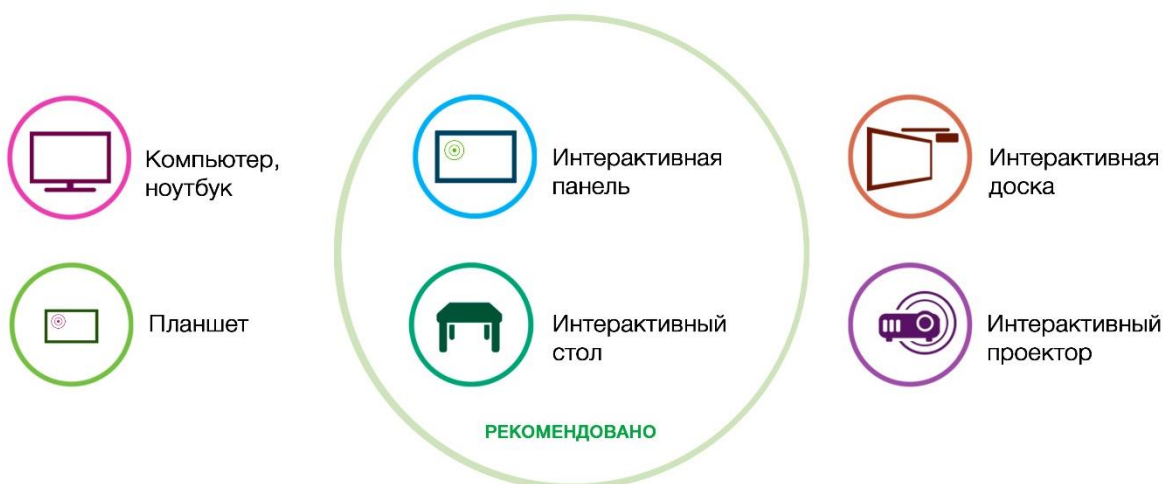 Компьютер,
ноутбук
Интерактивная
панель
Интерактивная
доска
Планшет
Интерактивный
стол
Интерактивный
проектор
РЕКОМЕНДОВАНО